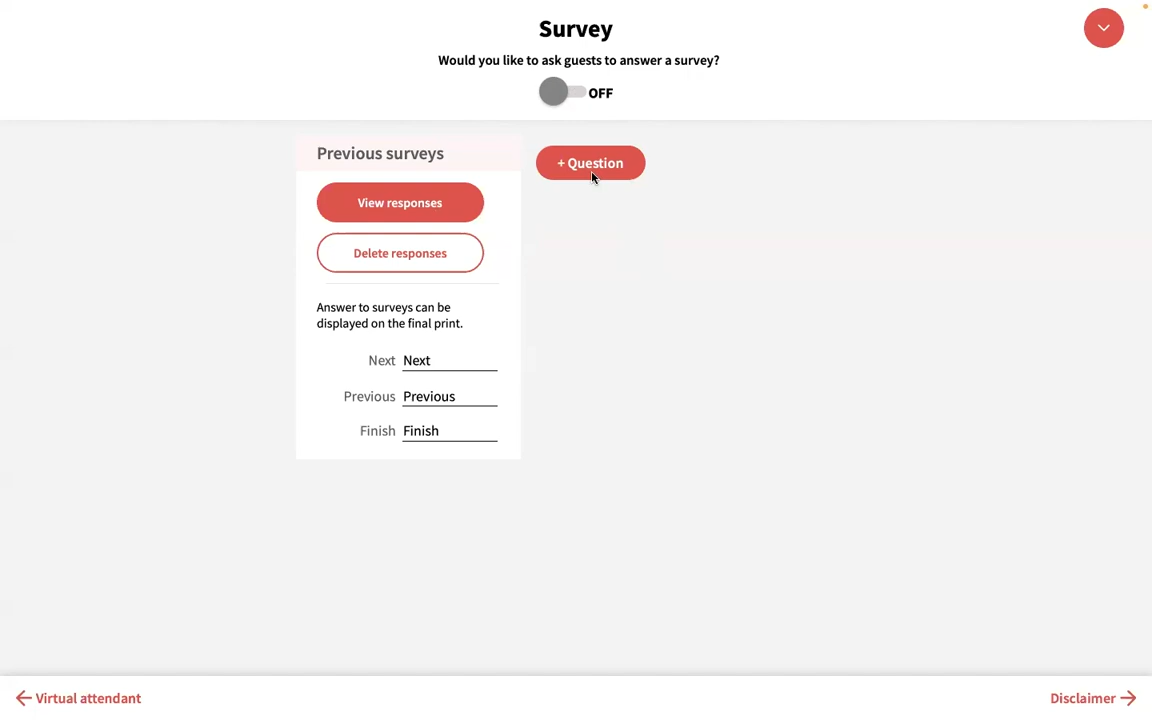 Survey
Would you like to ask guests to answer a survey?
OFF
Previous surveys
+ Question
View responses
Delete responses
Answer to surveys can be
displayed on the final print.
Next Next
Previous Previous
Finish Finish
Virtual attendant
Disclaimer